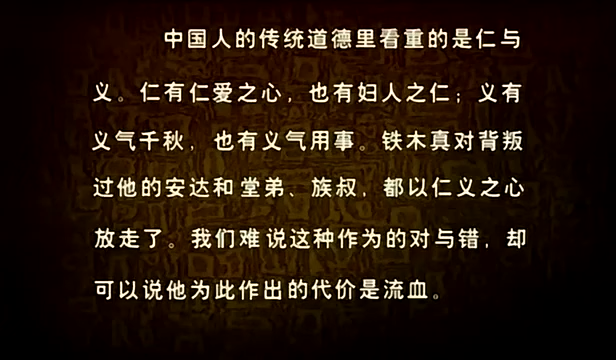 中国人的传统道德里看重的是仁与
义。仁有仁爱之心，也有妇人之仁；义有
义气千秋，也有义气用事。铁木真对背叛
过他的安达和堂弟、族叔，都以仁义之心
放走了。我们难说这种作为的对与错，却
可以说他为此作出的代价是流血。